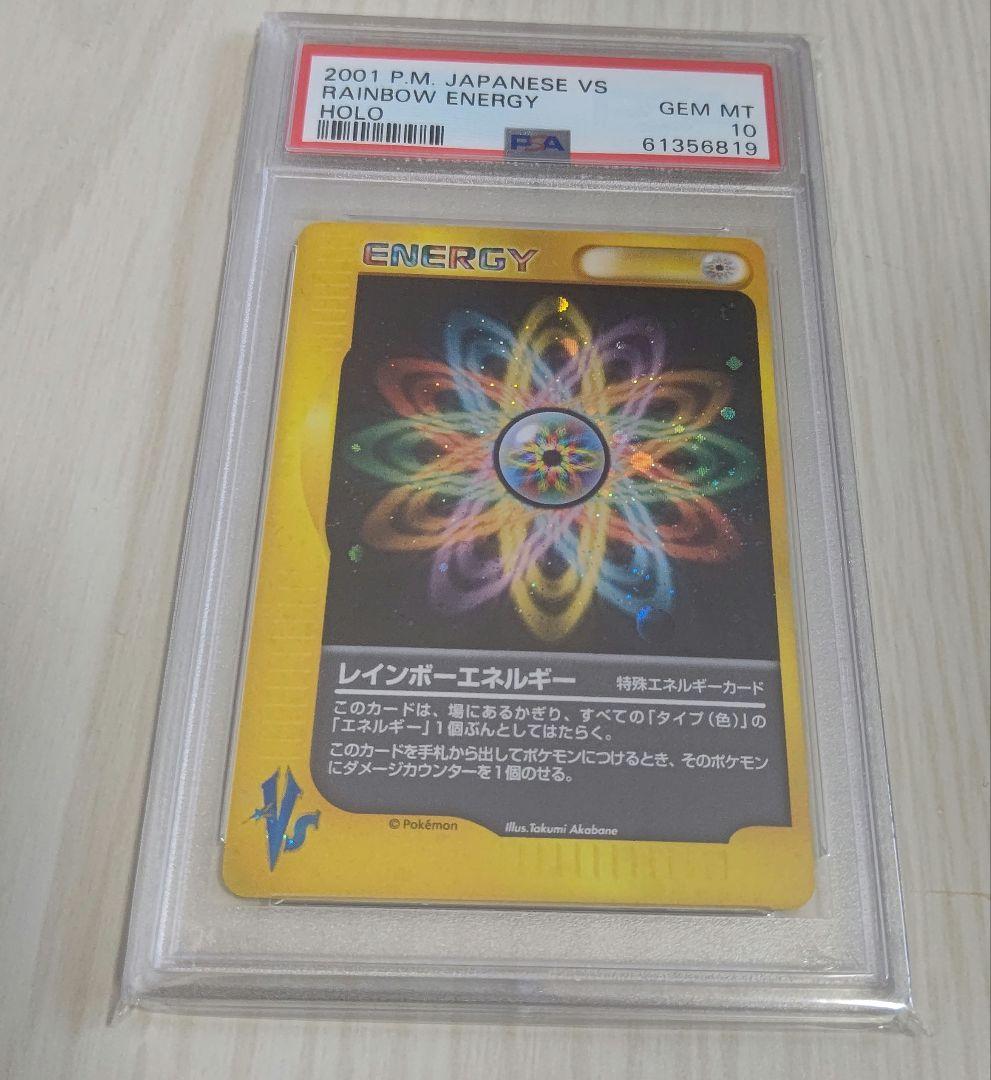 2001 P.M. JAPANESE VS
RAINBOW ENERGY
HOLO
GEM MT
10
61356819
PSA
ENERGY
レインボーエネルギー
特殊エネルギーカード
このカードは、場にあるかぎり、すべての「タイプ(色)」の
「エネルギー」1個ぶんとしてはたらく。
このカードを手札から出してポケモンにつけるとき、そのポケモン
にダメージカウンターを1個のせる。
Vs
© Pokémon
Illus.Takumi Akabane